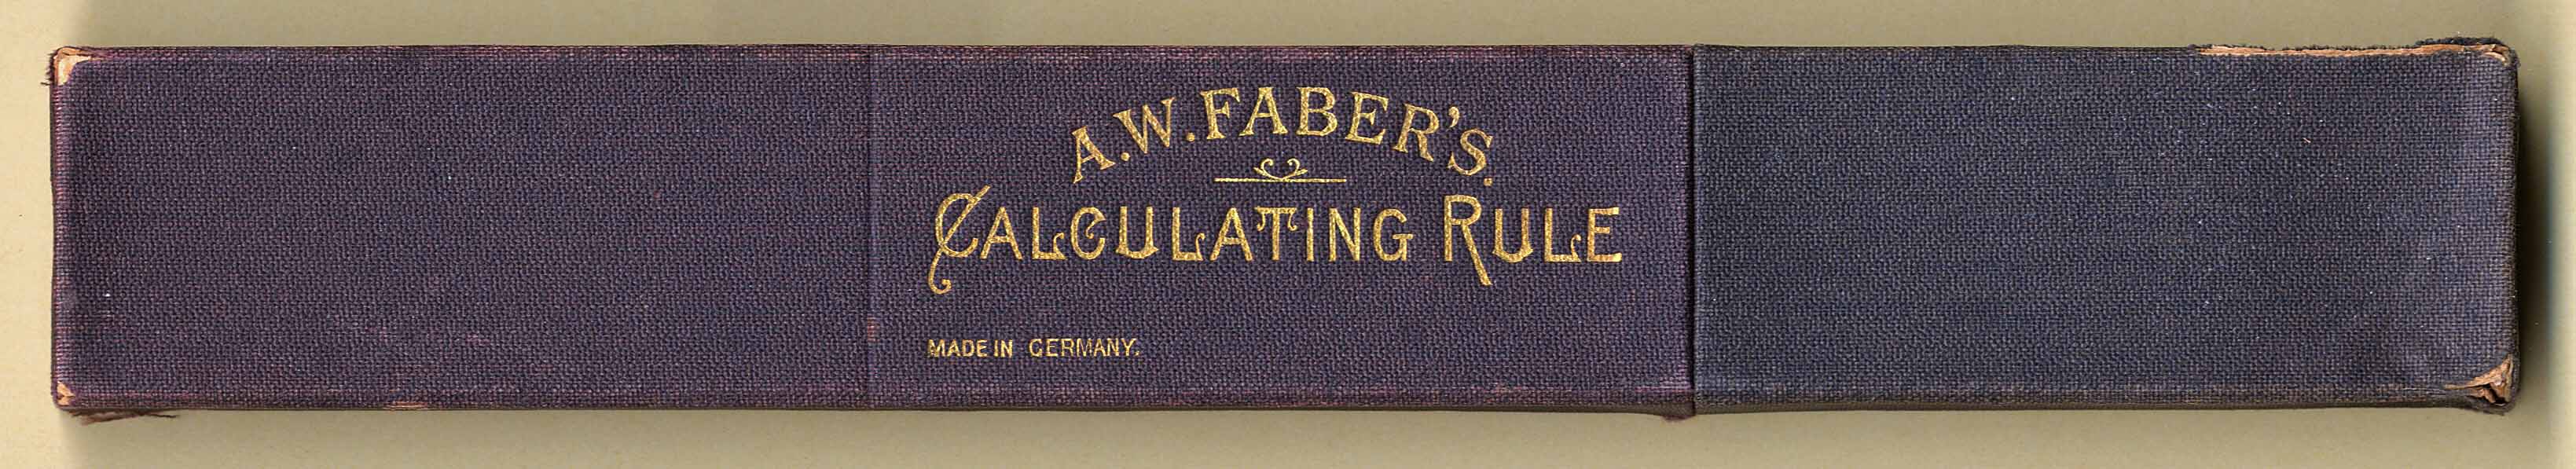 A.W.FABER'S.
CALCULATING RULE
MADE IN GERMANY.